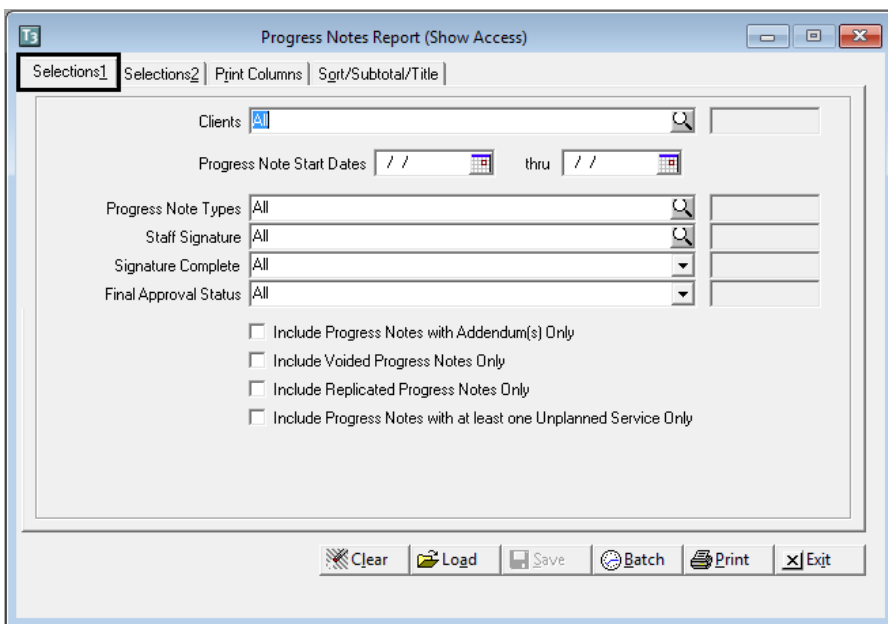 T3 Progress Notes Report (Show Access)
Selections1 Selections2 Print Columns Sort/Subtotal/Title
Clients All
Progress Note Start Dates / / thru / /
Progress Note Types All
Staff Signature All
Signature Complete All
Final Approval Status All
Include Progress Notes with Addendum(s) Only
Include Voided Progress Notes Only
Include Replicated Progress Notes Only
Include Progress Notes with at least one Unplanned Service Only
Clear Load Save Batch Print Exit